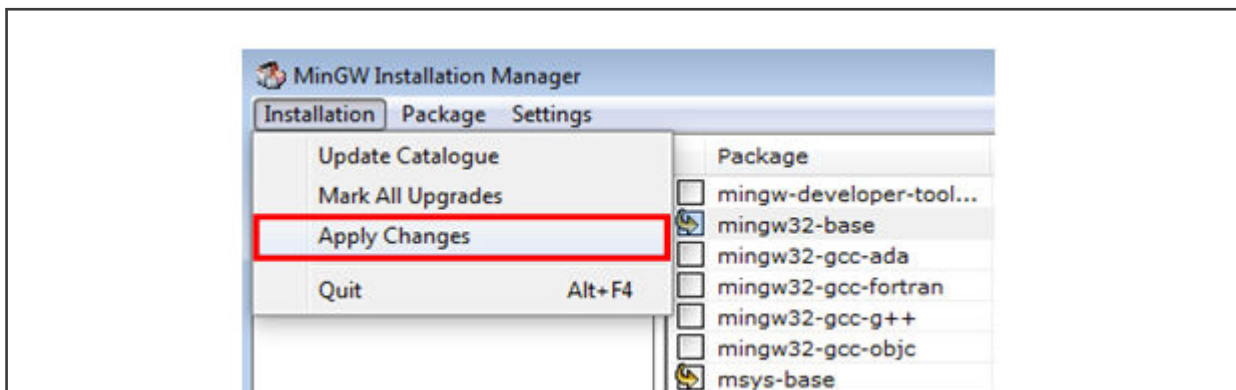 MinGW Installation Manager
Installation Package Settings
Update Catalogue
Mark All Upgrades
Apply Changes
Quit Alt+F4
Package
mingw-developer-tool...
mingw32-base
mingw32-gcc-ada
mingw32-gcc-fortran
mingw32-gcc-g++
mingw32-gcc-objc
msys-base